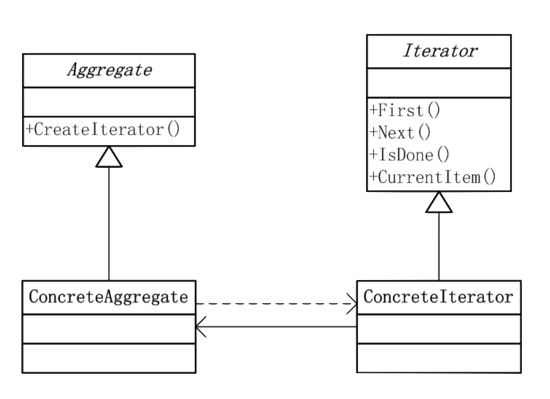 Aggregate
+CreateIterator()
Iterator
+First()
+Next()
+IsDone()
+CurrentItem()
ConcreteAggregate
ConcreteIterator